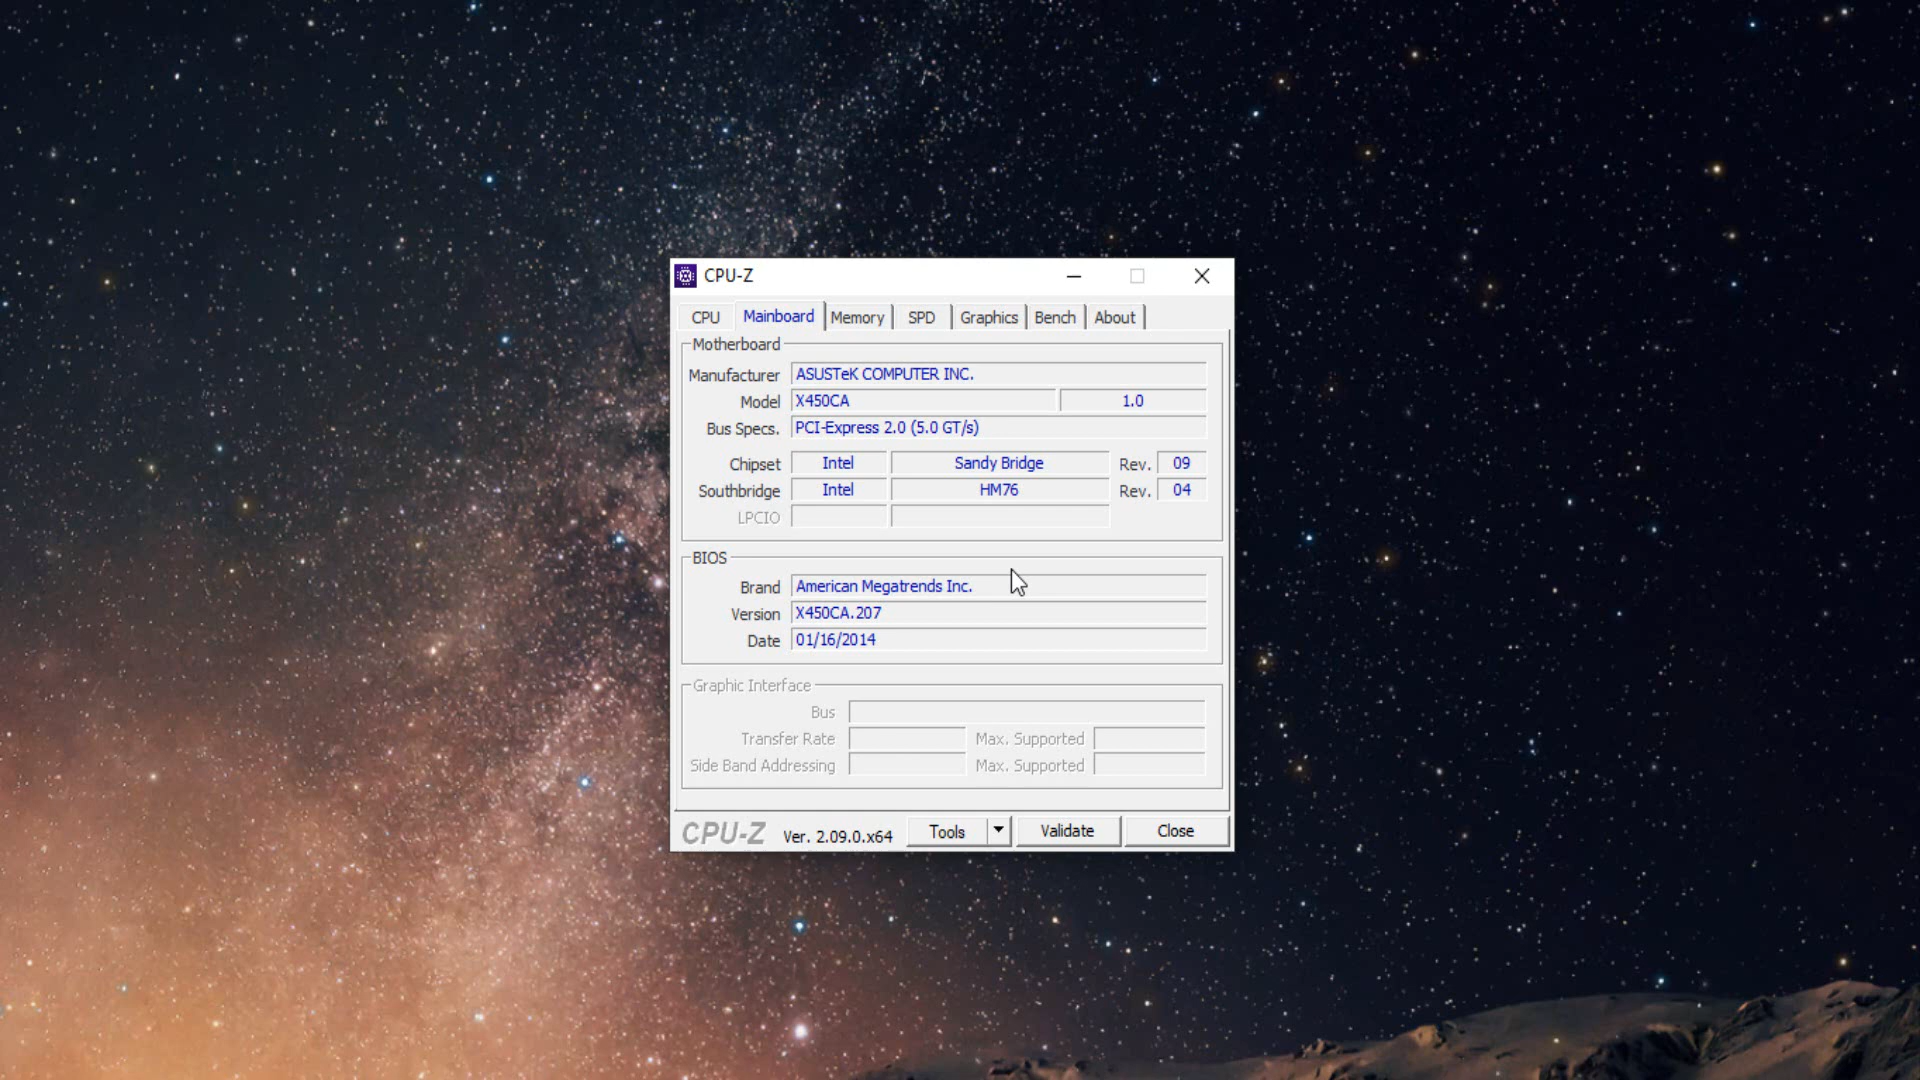 CPU-Z
CPU Mainboard Memory SPD Graphics Bench About
Motherboard
Manufacturer ASUSTeK COMPUTER INC.
Model X450CA 1.0
Bus Specs. PCI-Express 2.0 (5.0 GT/s)
Chipset Intel Sandy Bridge Rev. 09
Southbridge Intel HM76 Rev. 04
LPCIO
BIOS
Brand American Megatrends Inc.
Version X450CA.207
Date 01/16/2014
Graphic Interface
Bus
Transfer Rate Max. Supported
Side Band Addressing Max. Supported
CPU-Z Ver. 2.09.0.x64 Tools Validate Close